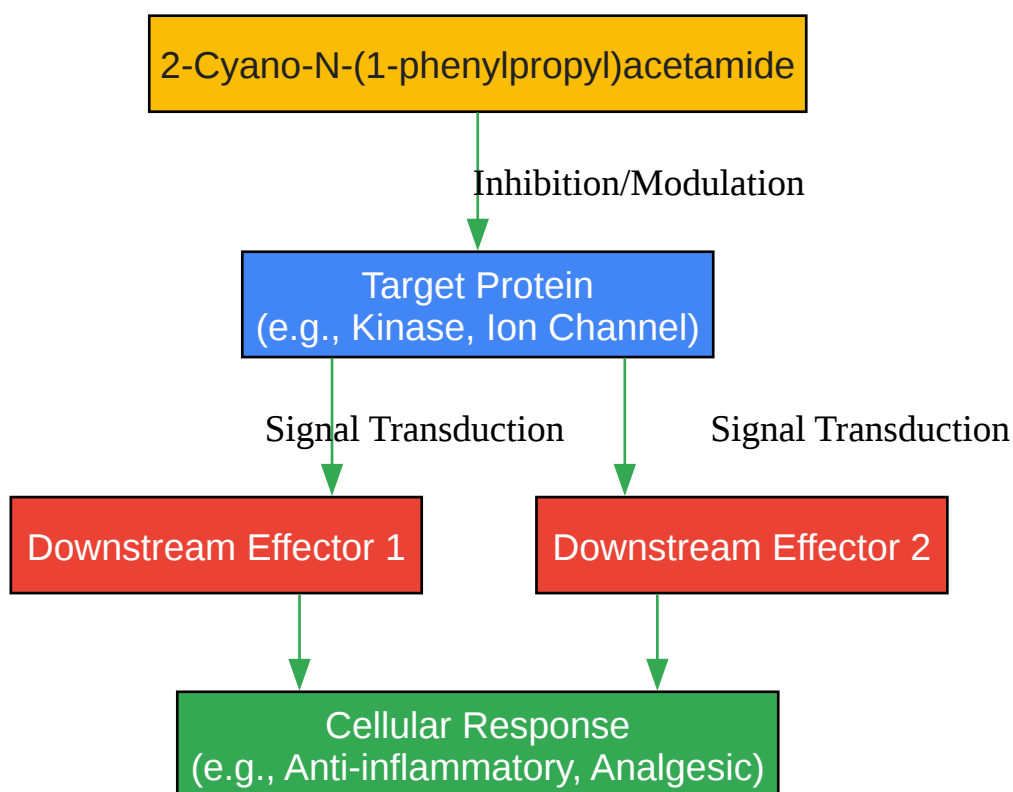 2-Cyano-N-(1-phenylpropyl)acetamide
Inhibition/Modulation
Target Protein
(e.g., Kinase, Ion Channel)
Signal Transduction
Signal Transduction
Downstream Effector 1
Downstream Effector 2
Cellular Response
(e.g., Anti-inflammatory, Analgesic)